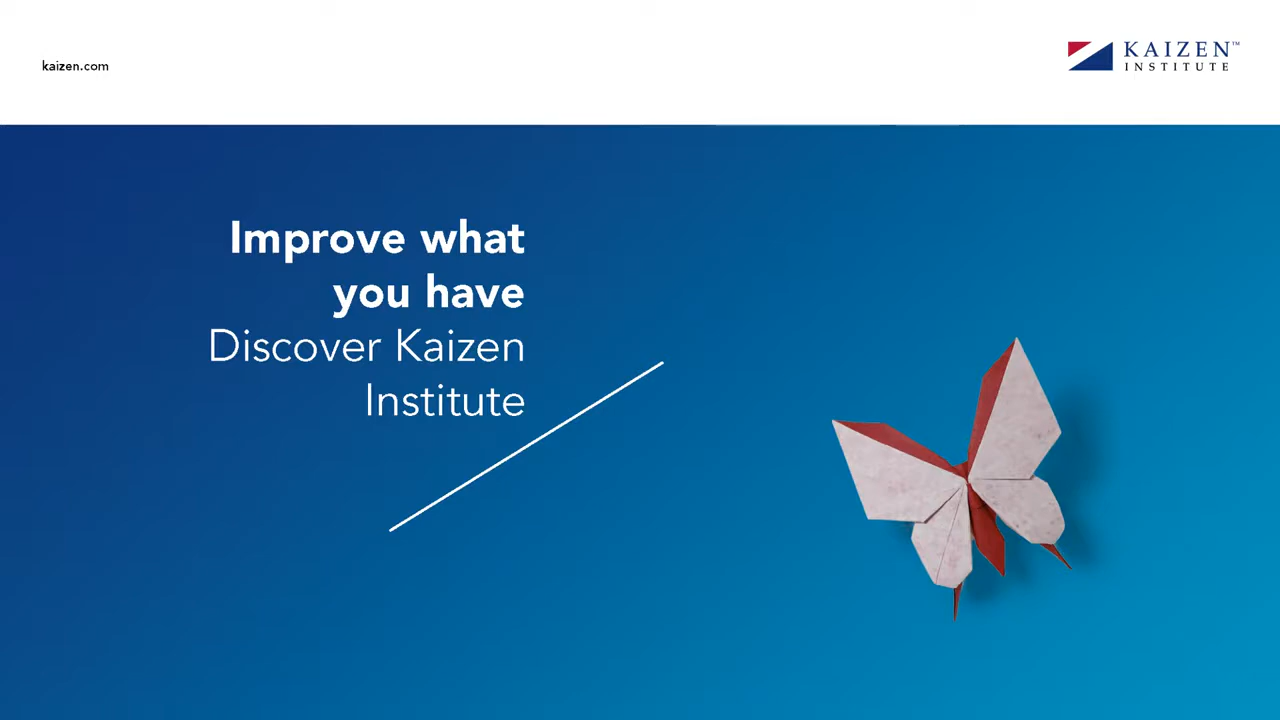 kaizen.com
KAIZEN™
INSTITUTE
Improve what
you have
Discover Kaizen
Institute